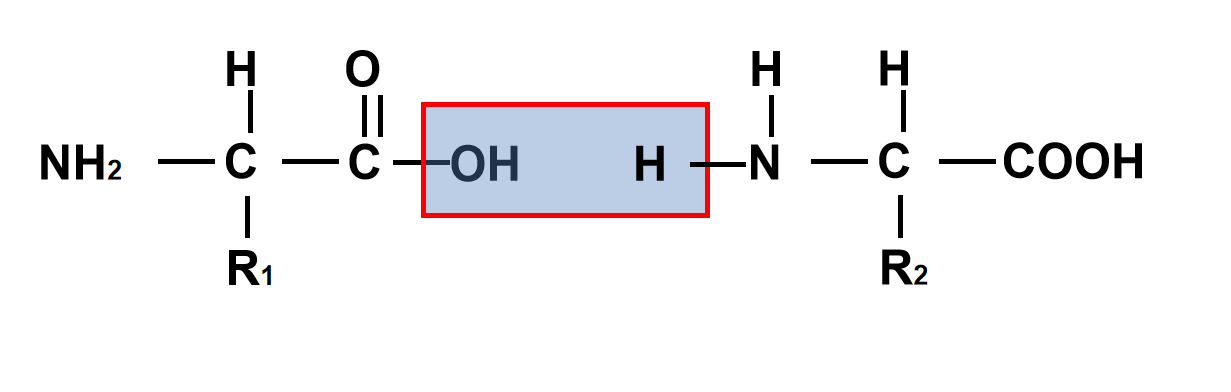 H O H H
NH₂ C C OH H N C COOH
R₁ R₂